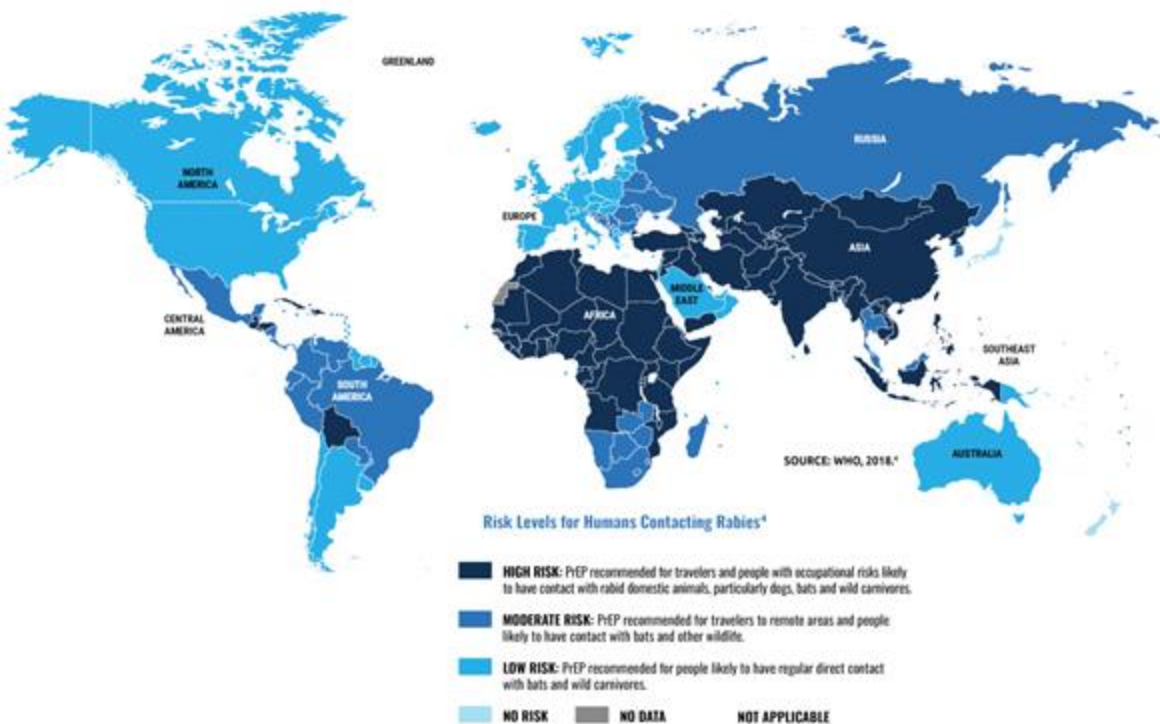 GREENLAND
NORTH
AMERICA
RUSSIA
EUROPE
ASIA
MIDDLE
EAST
AFRICA
CENTRAL
AMERICA
SOUTH
AMERICA
SOUTHEAST
ASIA
AUSTRALIA
SOURCE: WHO, 2018.⁴
Risk Levels for Humans Contacting Rabies⁴
HIGH RISK: PrEP recommended for travelers and people with occupational risks likely
to have contact with rabid domestic animals, particularly dogs, bats and wild carnivores.
MODERATE RISK: PrEP recommended for travelers to remote areas and people
likely to have contact with bats and other wildlife.
LOW RISK: PrEP recommended for people likely to have regular direct contact
with bats and wild carnivores.
NO RISK NO DATA NOT APPLICABLE